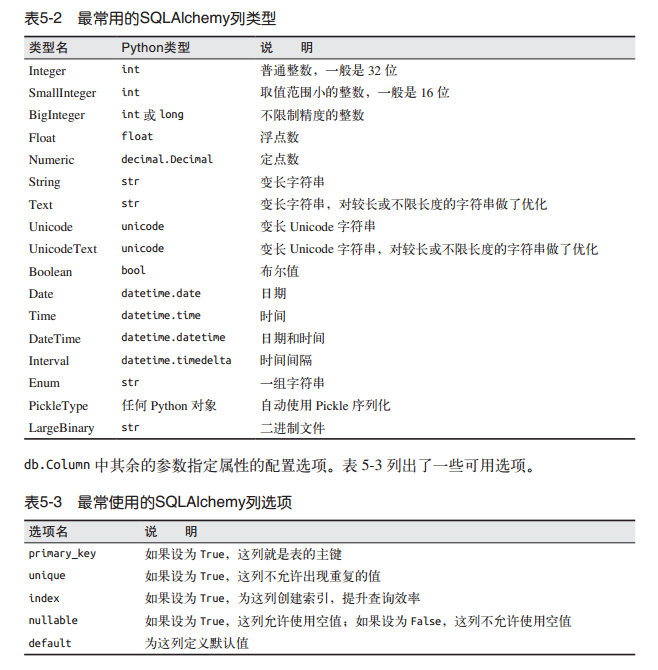 表5-2 最常用的SQLAlchemy列类型
类型名 Python类型 说 明
Integer int 普通整数，一般是 32 位
SmallInteger int 取值范围小的整数，一般是 16 位
BigInteger int 或 long 不限制精度的整数
Float float 浮点数
Numeric decimal.Decimal 定点数
String str 变长字符串
Text str 变长字符串，对较长或不限长度的字符串做了优化
Unicode unicode 变长 Unicode 字符串
UnicodeText unicode 变长 Unicode 字符串，对较长或不限长度的字符串做了优化
Boolean bool 布尔值
Date datetime.date 日期
Time datetime.time 时间
DateTime datetime.datetime 日期和时间
Interval datetime.timedelta 时间间隔
Enum str 一组字符串
PickleType 任何 Python 对象 自动使用 Pickle 序列化
LargeBinary str 二进制文件
db.Column 中其余的参数指定属性的配置选项。表 5-3 列出了一些可用选项。
表5-3 最常使用的SQLAlchemy列选项
选项名 说 明
primary_key 如果设为 True，这列就是表的主键
unique 如果设为 True，这列不允许出现重复的值
index 如果设为 True，为这列创建索引，提升查询效率
nullable 如果设为 True，这列允许使用空值；如果设为 False，这列不允许使用空值
default 为这列定义默认值